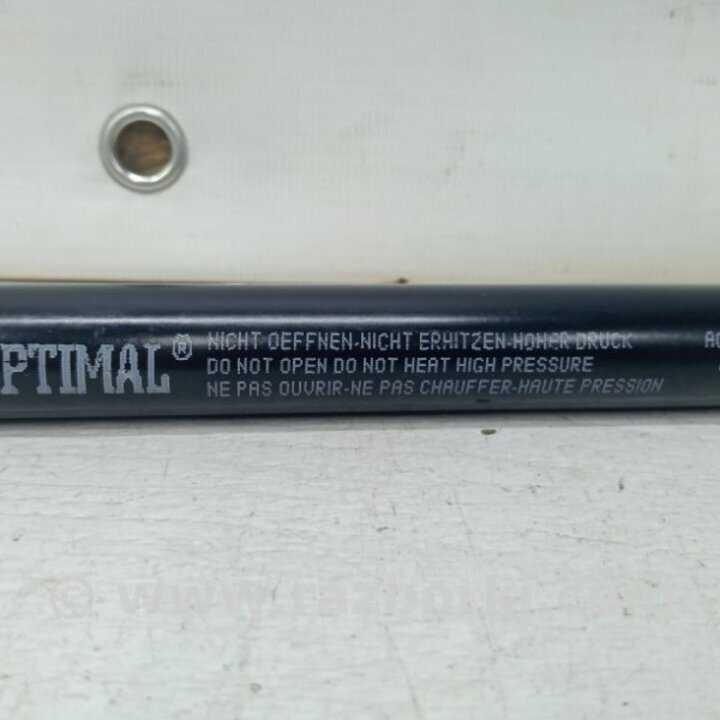 PTIMAL®
NICHT OEFFNEN-NICHT ERHITZEN-HOHER DRUCK
DO NOT OPEN DO NOT HEAT HIGH PRESSURE
NE PAS OUVRIR-NE PAS CHAUFFER-HAUTE PRESSION